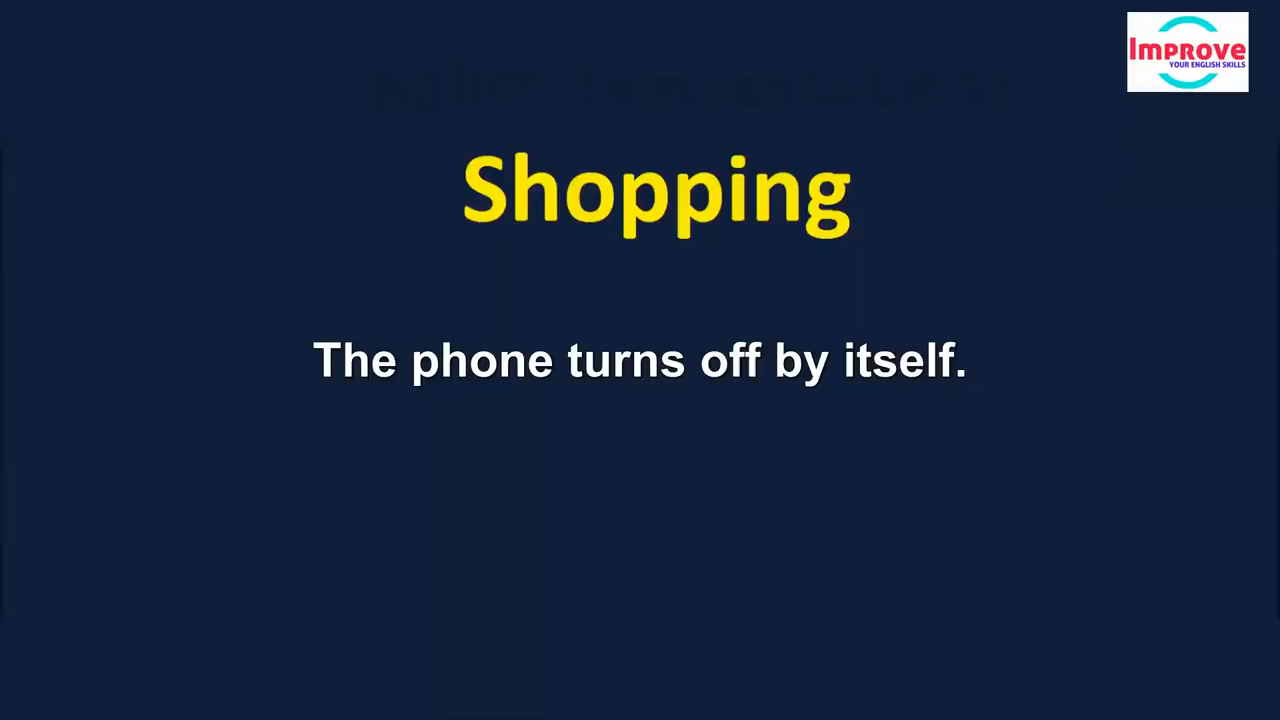 Improve
YOUR ENGLISH SKILLS
Shopping
The phone turns off by itself.